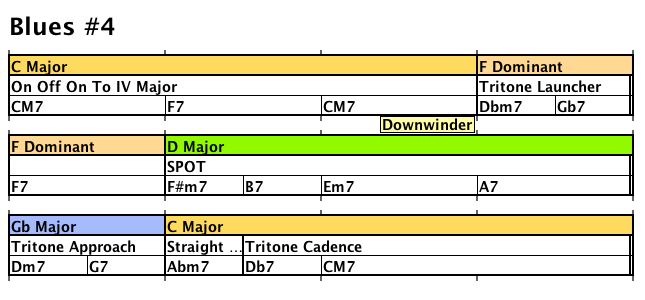 Blues #4
C Major F Dominant
On Off On To IV Major Tritone Launcher
CM7 F7 CM7 Dbm7 Gb7
Downwinder
F Dominant D Major
SPOT
F7 F#m7 B7 Em7 A7
Gb Major C Major
Tritone Approach Straight ... Tritone Cadence
Dm7 G7 Abm7 Db7 CM7